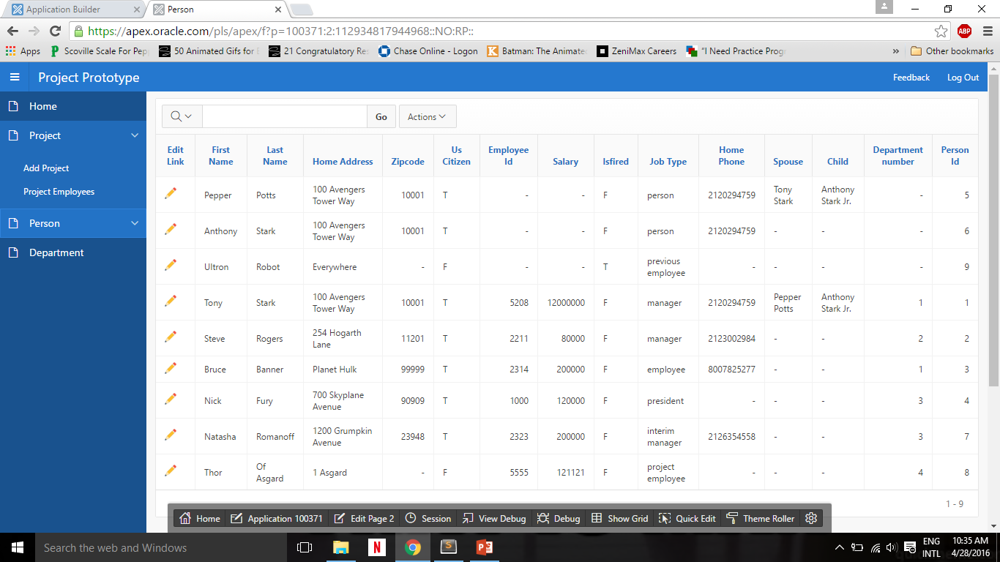 Application Builder
Person
https://apex.oracle.com/pls/apex/f?p=100371:2:112934817944968::NO:RP::
ABP
Apps
Scoville Scale For Pep
50 Animated Gifs for
21 Congratulatory Re
Chase Online - Logon
Batman: The Animate
ZeniMax Careers
"I Need Practice Prog
»
Other bookmarks
Project Prototype
Feedback
Log Out
Home
Project
Add Project
Project Employees
Person
Department
Go
Actions
Edit Link First Name Last Name Home Address Zipcode Us Citizen Employee Id Salary Isfired Job Type Home Phone Spouse Child Department number Person Id
Pepper Potts 100 Avengers Tower Way 10001 T - - F person 2120294759 Tony Stark Anthony Stark Jr. - 5
Anthony Stark 100 Avengers Tower Way 10001 T - - F person 2120294759 - - - 6
Ultron Robot Everywhere - F - - T previous employee - - - - 9
Tony Stark 100 Avengers Tower Way 10001 T 5208 12000000 F manager 2120294759 Pepper Potts Anthony Stark Jr. 1 1
Steve Rogers 254 Hogarth Lane 11201 T 2211 80000 F manager 2123002984 - - 2 2
Bruce Banner Planet Hulk 99999 T 2314 200000 F employee 8007825277 - - 1 3
Nick Fury 700 Skyplane Avenue 90909 T 1000 120000 F president - - - 3 4
Natasha Romanoff 1200 Grumpkin Avenue 23948 T 2323 200000 F interim manager 2126354558 - - 3 7
Thor Of Asgard 1 Asgard - F 5555 121121 F project employee - - - 4 8
1 - 9
Home
Application 100371
Edit Page 2
Session
View Debug
Debug
Show Grid
Quick Edit
Theme Roller
Search the web and Windows
N
S
P
ENG
INTL
10:35 AM
4/28/2016